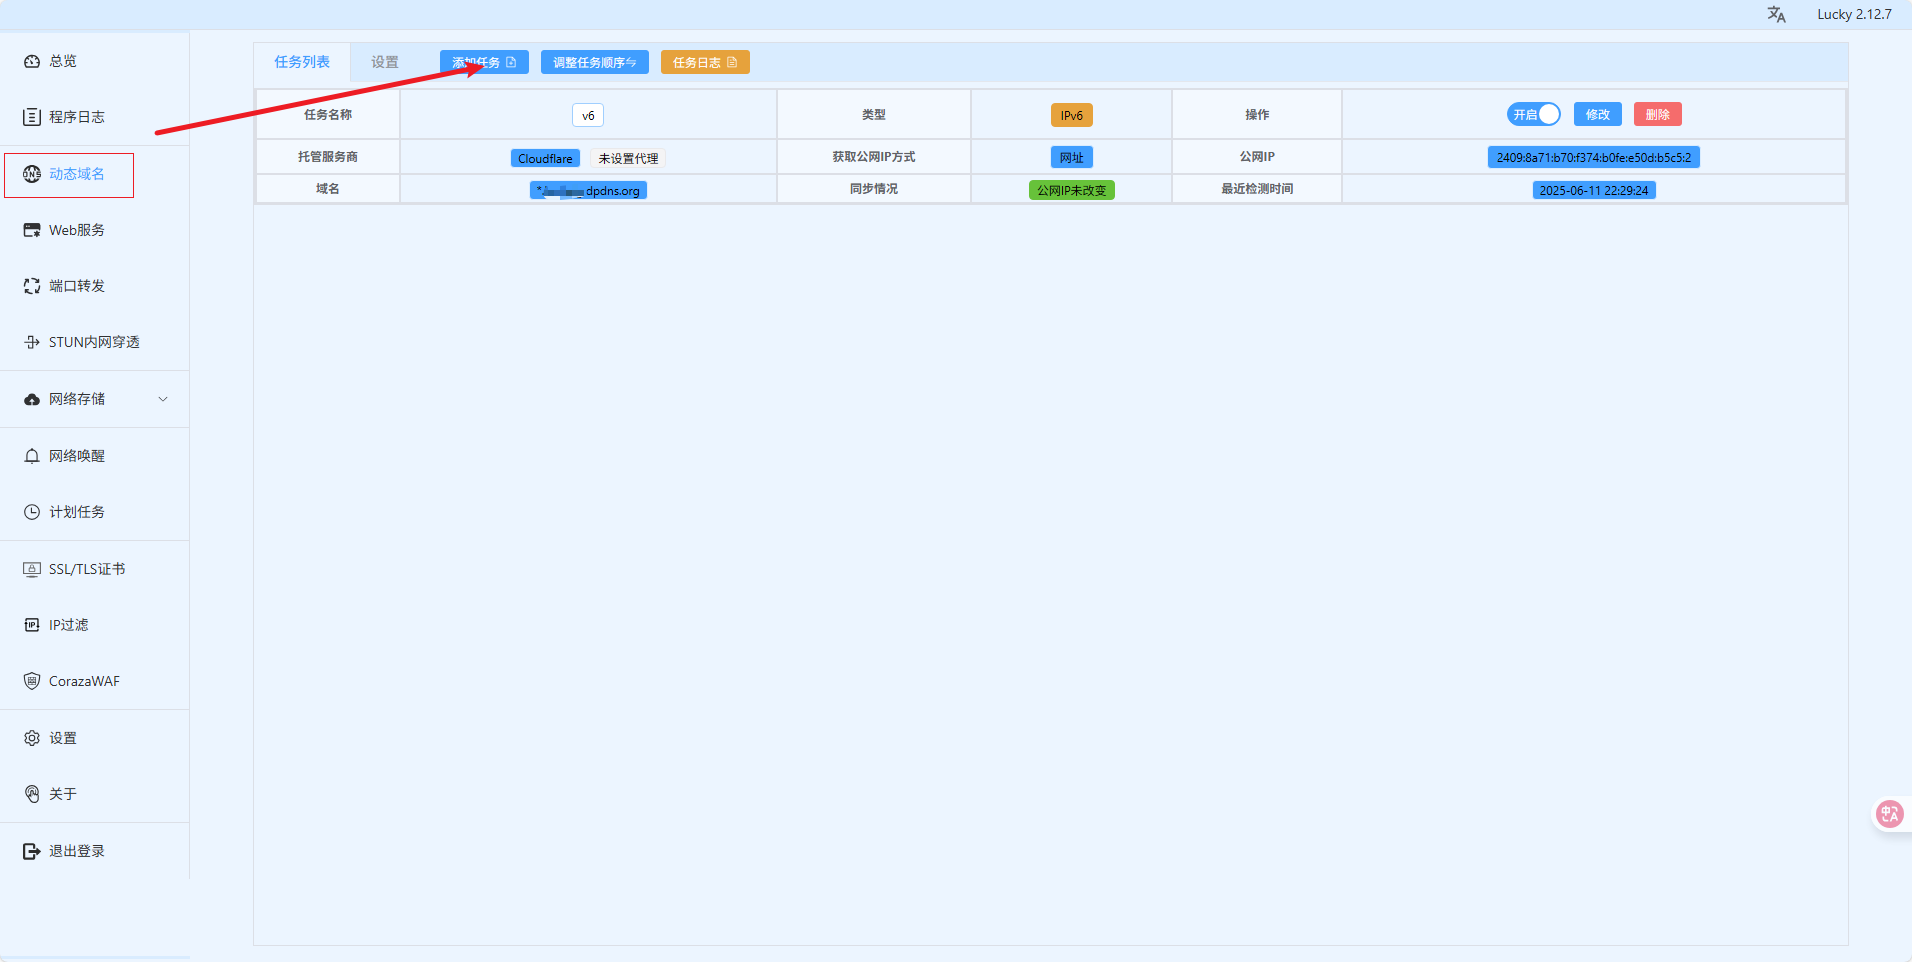 Lucky 2.12.7
总览
程序日志
动态域名
Web服务
端口转发
STUN内网穿透
网络存储
网络唤醒
计划任务
SSL/TLS证书
IP过滤
CorazaWAF
设置
关于
退出登录
任务列表 设置 添加任务 调整任务顺序 任务日志
任务名称 v6 类型 IPv6 操作 开启 修改 删除
托管服务商 Cloudflare 未设置代理 获取公网IP方式 网址 公网IP 2409:8a71:b70:f374:b0fe:e50d:b5c5:2
域名 *. dpdns.org 同步情况 公网IP未改变 最近检测时间 2025-06-11 22:29:24